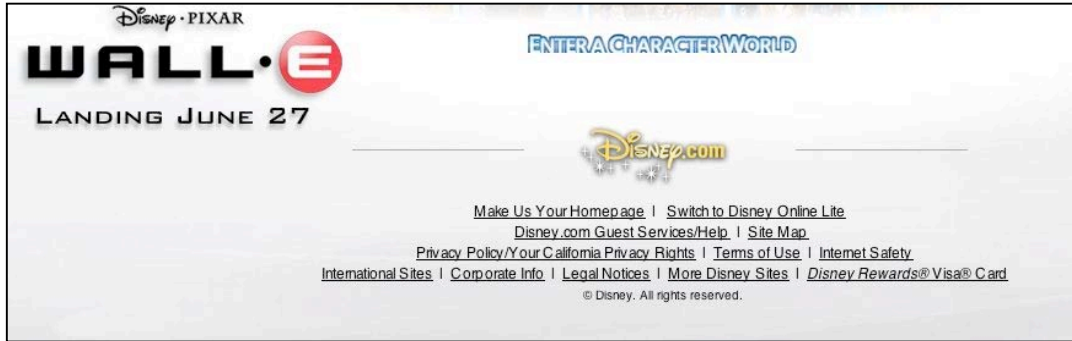 Disney · PIXAR
WALL·E
LANDING JUNE 27
ENTER A CHARACTER WORLD
Disney.com
Make Us Your Homepage | Switch to Disney Online Lite
Disney.com Guest Services/Help | Site Map
Privacy Policy/Your California Privacy Rights | Terms of Use | Internet Safety
International Sites | Corporate Info | Legal Notices | More Disney Sites | Disney Rewards® Visa® Card
© Disney. All rights reserved.